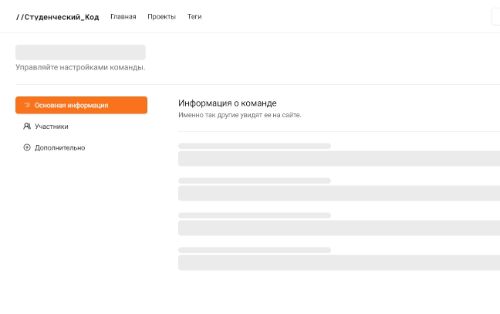 //Студенческий_Код Главная Проекты Теги
Управляйте настройками команды.
Основная информация
Участники
Дополнительно
Информация о команде
Именно так другие увидят ее на сайте.